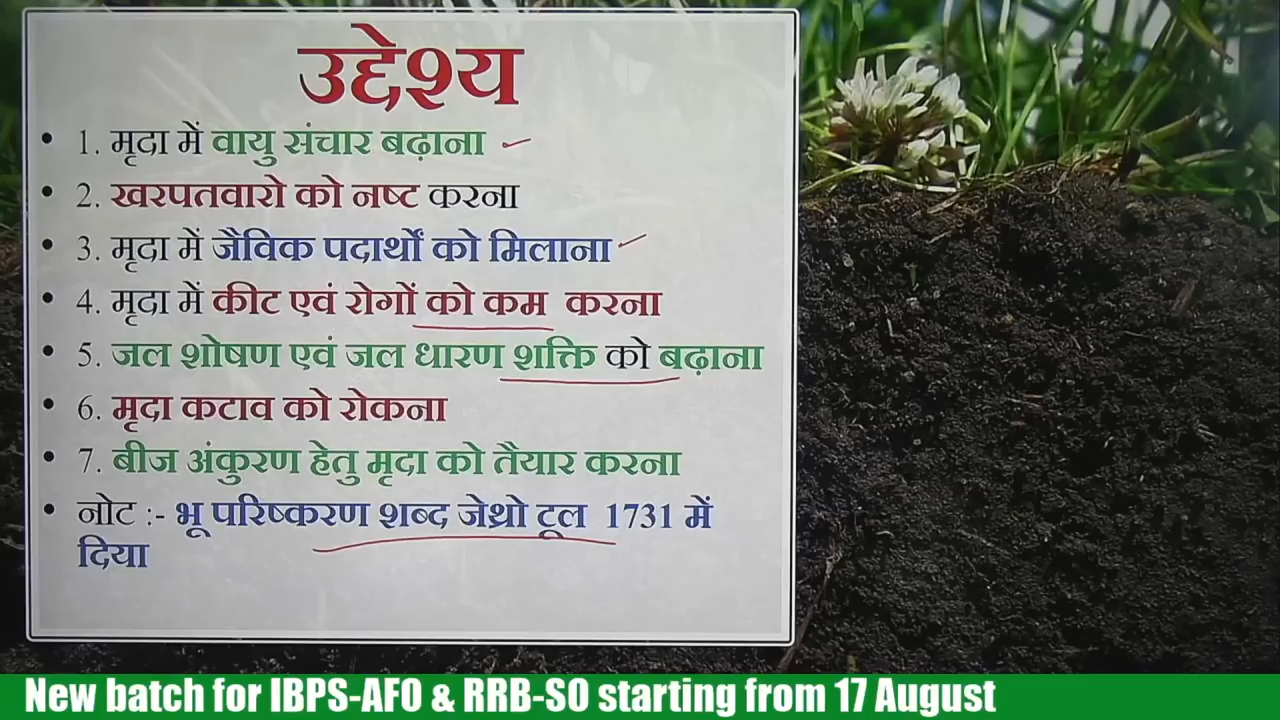 उद्देश्य
• 1. मृदा में वायु संचार बढ़ाना
• 2. खरपतवारो को नष्ट करना
• 3. मृदा में जैविक पदार्थों को मिलाना
• 4. मृदा में कीट एवं रोगों को कम करना
• 5. जल शोषण एवं जल धारण शक्ति को बढ़ाना
• 6. मृदा कटाव को रोकना
• 7. बीज अंकुरण हेतु मृदा को तैयार करना
• नोट :- भू परिष्करण शब्द जेथ्रो टूल 1731 में
दिया
New batch for IBPS-AFO & RRB-SO starting from 17 August